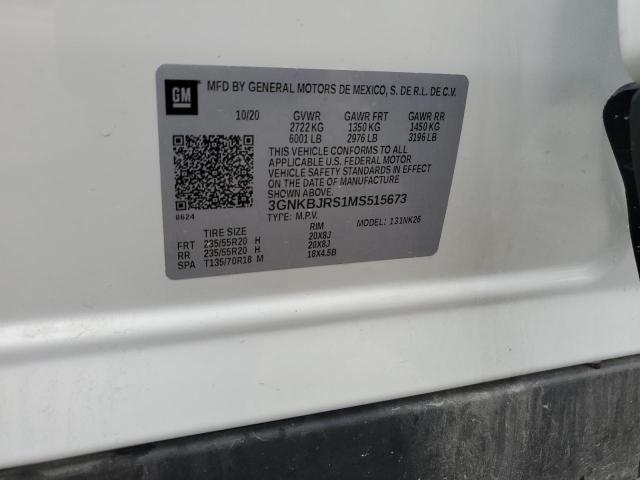 GM
MFD BY GENERAL MOTORS DE MEXICO, S. DE R.L. DE C.V.
10/20 GVWR GAWR FRT GAWR RR
2722 KG 1350 KG 1450 KG
6001 LB 2976 LB 3196 LB
THIS VEHICLE CONFORMS TO ALL
APPLICABLE U.S. FEDERAL MOTOR
VEHICLE SAFETY STANDARDS IN
EFFECT ON THE DATE OF MANUFACTURE
SHOWN ABOVE.
3GNKBJRS1MS515673
0624
TYPE: M.P.V. MODEL: 131NK26
TIRE SIZE RIM
FRT 235/55R20 H 20X8J
RR 235/55R20 H 20X8J
SPA T135/70R18 M 18X4.5B